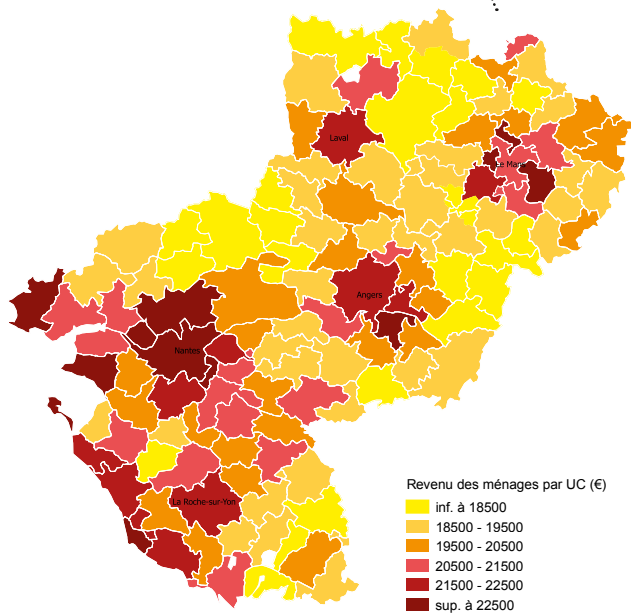 Laval
Le Mans
Angers
Nantes
La Roche-sur-Yon
Revenu des ménages par UC (€)
inf. à 18500
18500 - 19500
19500 - 20500
20500 - 21500
21500 - 22500
sup. à 22500